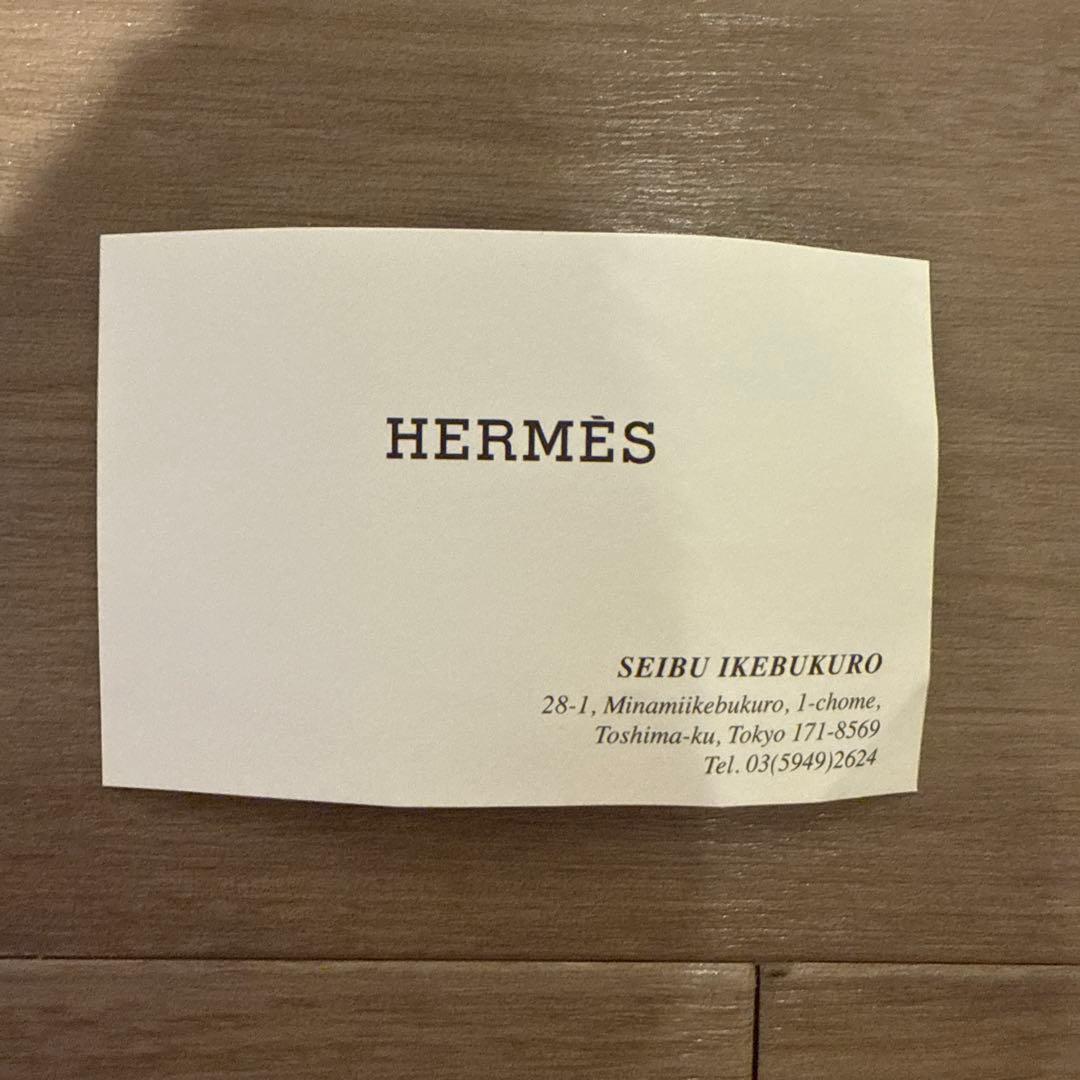 HERMÈS
SEIBU IKEBUKURO
28-1, Minamiikebukuro, 1-chome,
Toshima-ku, Tokyo 171-8569
Tel. 03(5949)2624